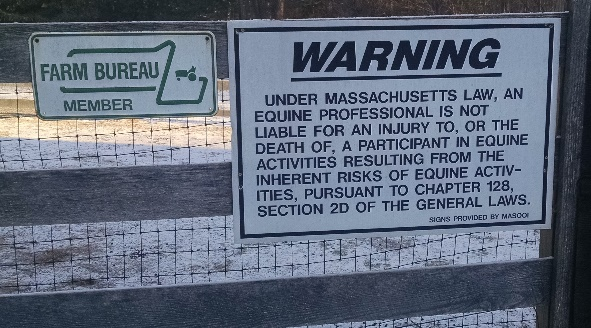 FARM BUREAU
MEMBER
WARNING
UNDER MASSACHUSETTS LAW, AN
EQUINE PROFESSIONAL IS NOT
LIABLE FOR AN INJURY TO, OR THE
DEATH OF, A PARTICIPANT IN EQUINE
ACTIVITIES RESULTING FROM THE
INHERENT RISKS OF EQUINE ACTIV-
ITIES, PURSUANT TO CHAPTER 128,
SECTION 2D OF THE GENERAL LAWS.
SIGNS PROVIDED BY